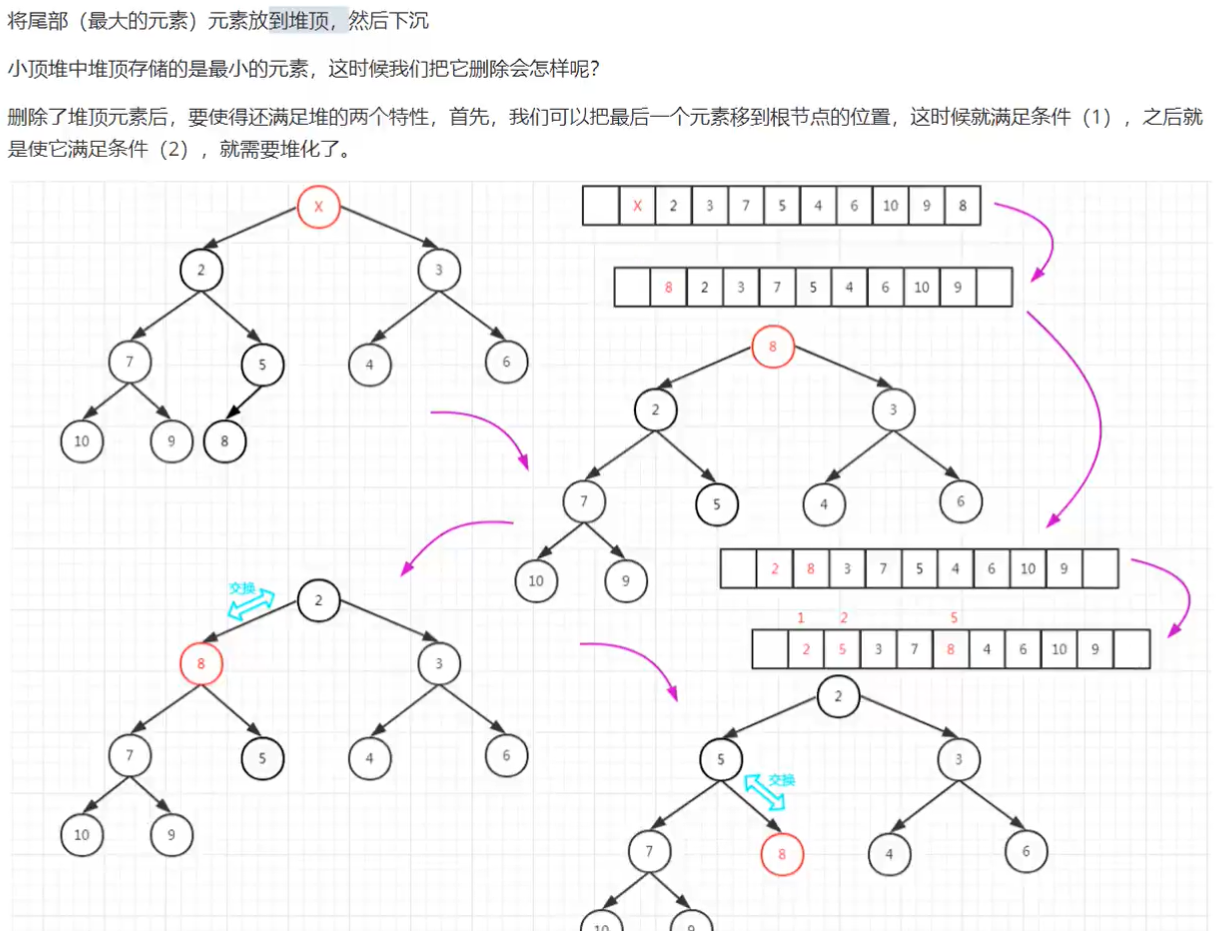 将尾部（最大的元素）元素放到堆顶，然后下沉
小顶堆中堆顶存储的是最小的元素，这时候我们把它删除会怎样呢？
删除了堆顶元素后，要使得还满足堆的两个特性，首先，我们可以把最后一个元素移到根节点的位置，这时候就满足条件（1），之后就
是使它满足条件（2），就需要堆化了。
X
2 3
7 5 4 6
10 9 8
X 2 3 7 5 4 6 10 9 8
8 2 3 7 5 4 6 10 9
8
2 3
7 5 4 6
10 9
2 8 3 7 5 4 6 10 9
1 2 5
2 5 3 7 8 4 6 10 9
交换
2
8 3
7 5 4 6
10 9
2
5 3
交换
7 8 4 6
10 9